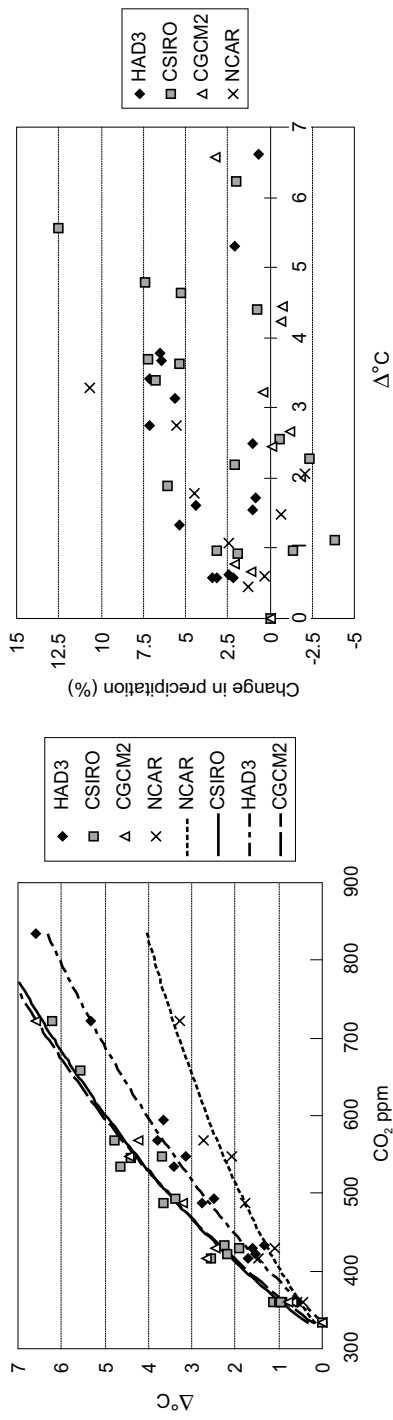 7
6
5
4
3
2
1
0
Δ°C
300
400
500
600
700
800
900
CO₂ ppm
HAD3
CSIRO
CGCM2
NCAR
NCAR
CSIRO
HAD3
CGCM2
15
12.5
10
7.5
5
2.5
0
-2.5
-5
Change in precipitation (%)
0
1
2
3
4
5
6
7
Δ°C
HAD3
CSIRO
CGCM2
NCAR